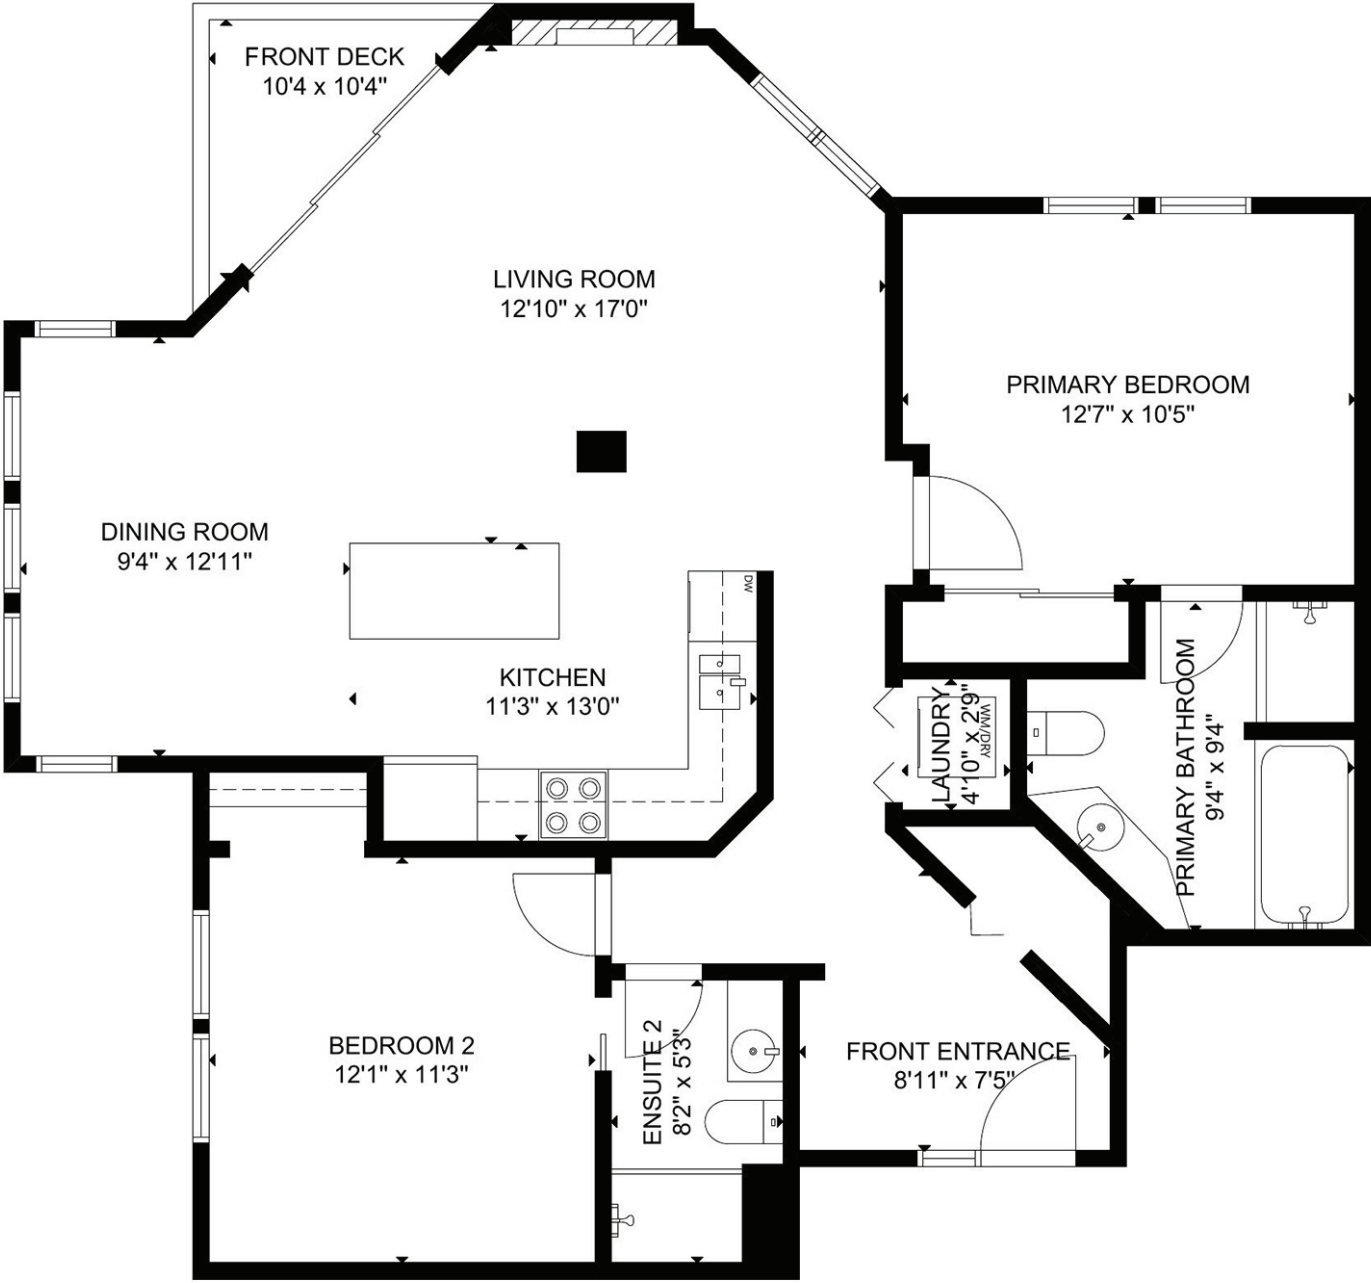 FRONT DECK
10'4 x 10'4"
LIVING ROOM
12'10" x 17'0"
PRIMARY BEDROOM
12'7" x 10'5"
DINING ROOM
9'4" x 12'11"
DW
KITCHEN
11'3" x 13'0"
LAUNDRY
4'10" x 2'9"
WM/DRY
PRIMARY BATHROOM
9'4" x 9'4"
BEDROOM 2
12'1" x 11'3"
ENSUITE 2
8'2" x 5'3"
FRONT ENTRANCE
8'11" x 7'5"